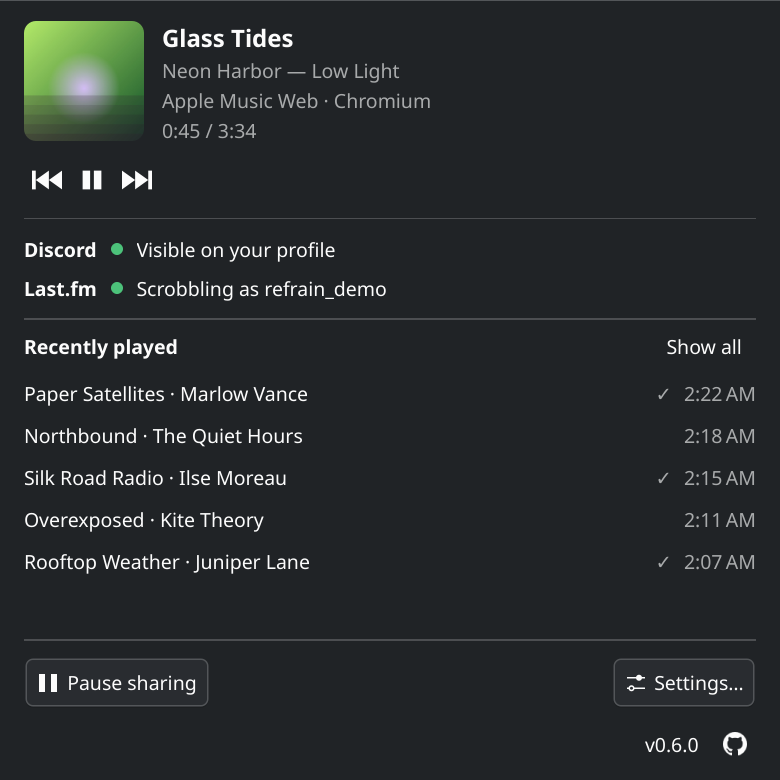 Glass Tides
Neon Harbor — Low Light
Apple Music Web · Chromium
0:45 / 3:34
Discord Visible on your profile
Last.fm Scrobbling as refrain_demo
Recently played Show all
Paper Satellites · Marlow Vance ✓ 2:22 AM
Northbound · The Quiet Hours 2:18 AM
Silk Road Radio · Ilse Moreau ✓ 2:15 AM
Overexposed · Kite Theory 2:11 AM
Rooftop Weather · Juniper Lane ✓ 2:07 AM
Pause sharing Settings...
v0.6.0